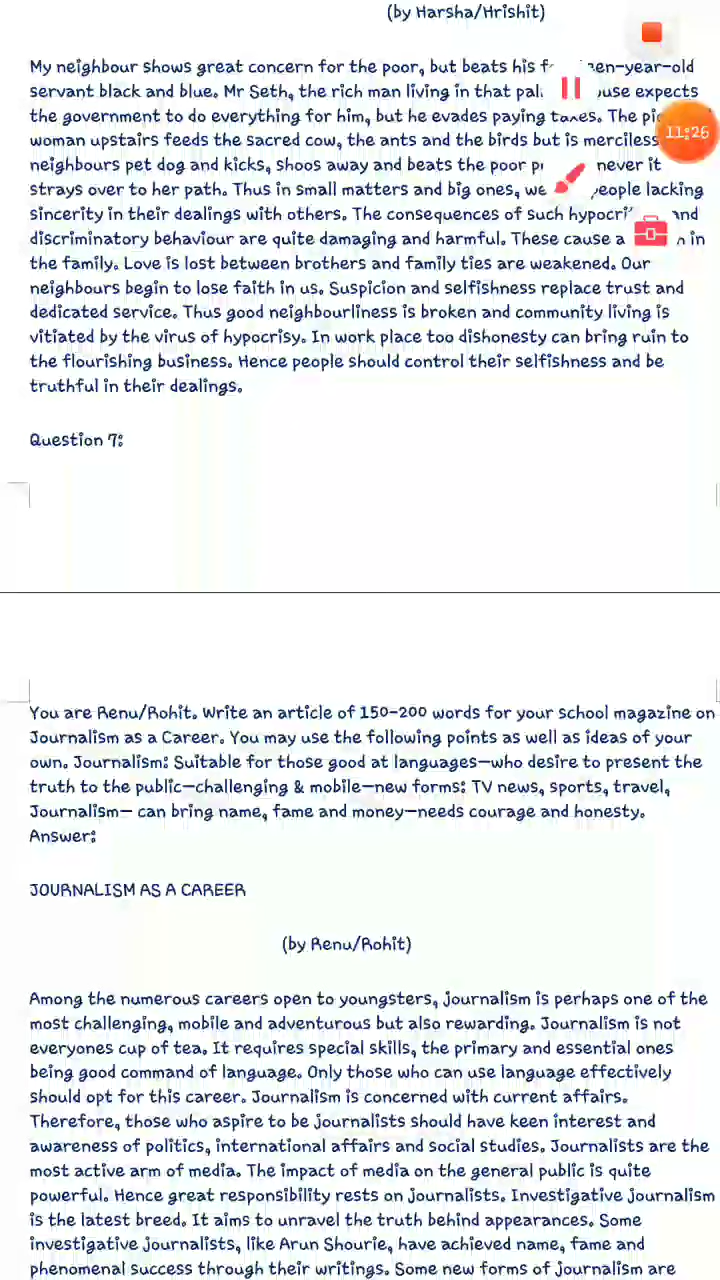 (by Harsha/Hrishit)
My neighbour shows great concern for the poor, but beats his -year-old
servant black and blue. Mr Seth, the rich man living in that expects
the government to do everything for him, but he evades paying taxes. The
11:26
woman upstairs feeds the sacred cow, the ants and the birds but is merciless
neighbours pet dog and kicks, shoos away and beats the poor it
strays over to her path. Thus in small matters and big ones, we people lacking
sincerity in their dealings with others. The consequences of such and
discriminatory behaviour are quite damaging and harmful. These cause a in
the family. Love is lost between brothers and family ties are weakened. Our
neighbours begin to lose faith in us. Suspicion and selfishness replace trust and
dedicated service. Thus good neighbourliness is broken and community living is
vitiated by the virus of hypocrisy. In work place too dishonesty can bring ruin to
the flourishing business. Hence people should control their selfishness and be
truthful in their dealings.
Question 7:
You are Renu/Rohit. Write an article of 150-200 words for your school magazine on
Journalism as a Career. You may use the following points as well as ideas of your
own. Journalism: Suitable for those good at languages—who desire to present the
truth to the public—challenging & mobile—new forms: TV news, sports, travel,
Journalism— can bring name, fame and money—needs courage and honesty.
Answer:
JOURNALISM AS A CAREER
(by Renu/Rohit)
Among the numerous careers open to youngsters, journalism is perhaps one of the
most challenging, mobile and adventurous but also rewarding. Journalism is not
everyones cup of tea. It requires special skills, the primary and essential ones
being good command of language. Only those who can use language effectively
should opt for this career. Journalism is concerned with current affairs.
Therefore, those who aspire to be journalists should have keen interest and
awareness of politics, international affairs and social studies. Journalists are the
most active arm of media. The impact of media on the general public is quite
powerful. Hence great responsibility rests on journalists. Investigative journalism
is the latest breed. It aims to unravel the truth behind appearances. Some
investigative journalists, like Arun Shourie, have achieved name, fame and
phenomenal success through their writings. Some new forms of journalism are